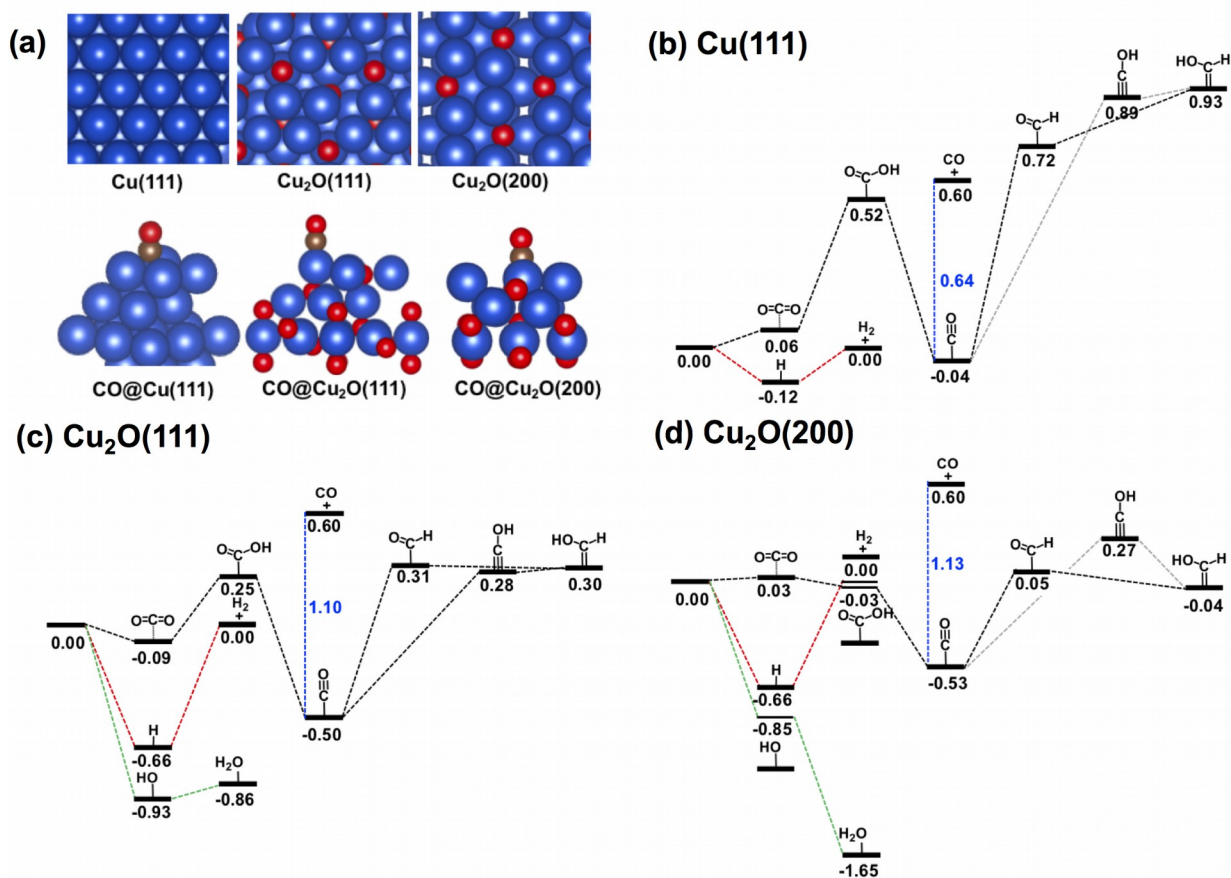 (a)
Cu(111)
Cu₂O(111)
Cu₂O(200)
CO@Cu(111)
CO@Cu₂O(111)
CO@Cu₂O(200)
(b) Cu(111)
0.00
O=C=O
0.06
H
-0.12
H₂
+
0.00
O=C-OH
0.52
CO
+
0.60
0.64
O≡C
-0.04
O=C-H
0.72
OH
C
0.89
HO-C-H
0.93
(c) Cu₂O(111)
0.00
O=C=O
-0.09
H
-0.66
HO
-0.93
O=C-OH
0.25
H₂
+
0.00
H₂O
-0.86
CO
+
0.60
1.10
O≡C
-0.50
O=C-H
0.31
OH
C
0.28
HO-C-H
0.30
(d) Cu₂O(200)
0.00
O=C=O
0.03
H
-0.66
-0.85
HO
H₂
+
0.00
-0.03
O=C-OH
H₂O
-1.65
CO
+
0.60
1.13
O≡C
-0.53
O=C-H
0.05
OH
C
0.27
HO-C-H
-0.04